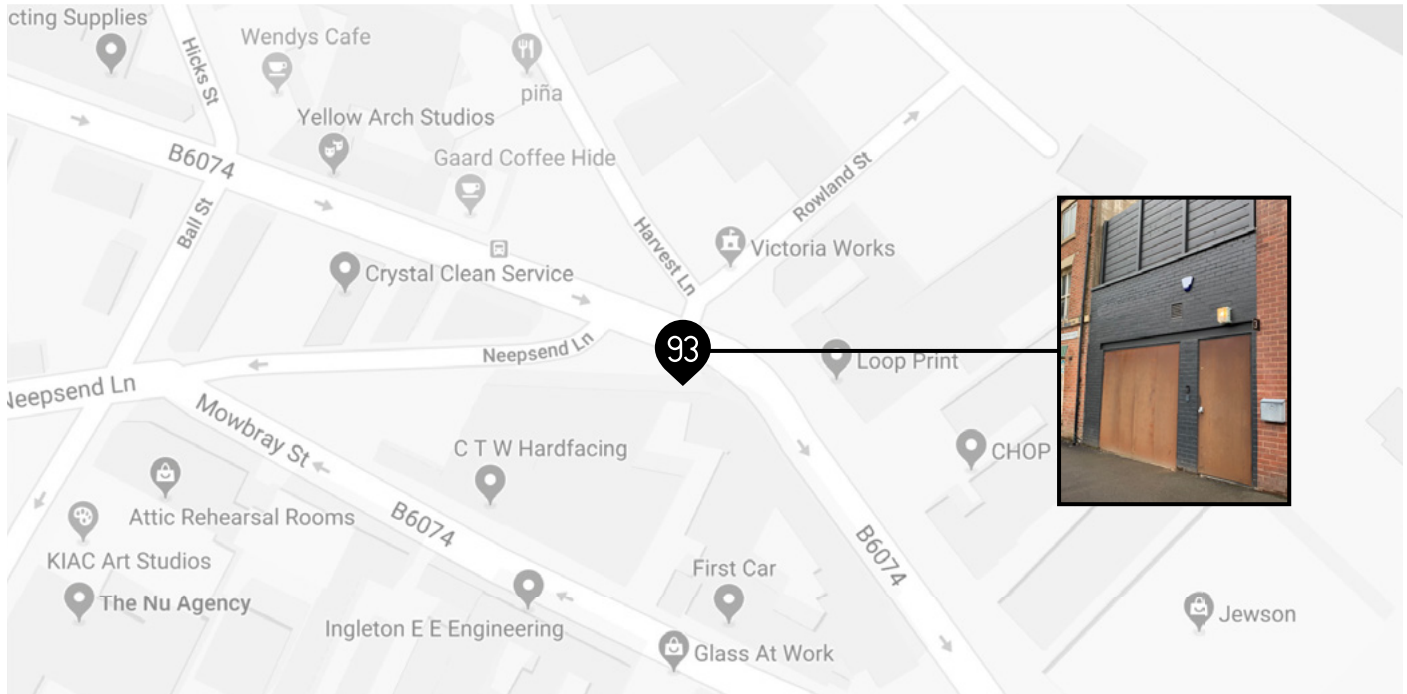 cting Supplies
Hicks St
Wendys Cafe
piña
Yellow Arch Studios
B6074
Gaard Coffee Hide
Ball St
Rowland St
Harvest Ln
Victoria Works
Crystal Clean Service
Neepsend Ln
93
Loop Print
Neepsend Ln
Mowbray St
C T W Hardfacing
CHOP
Attic Rehearsal Rooms
B6074
B6074
KIAC Art Studios
First Car
The Nu Agency
Ingleton E E Engineering
Jewson
Glass At Work